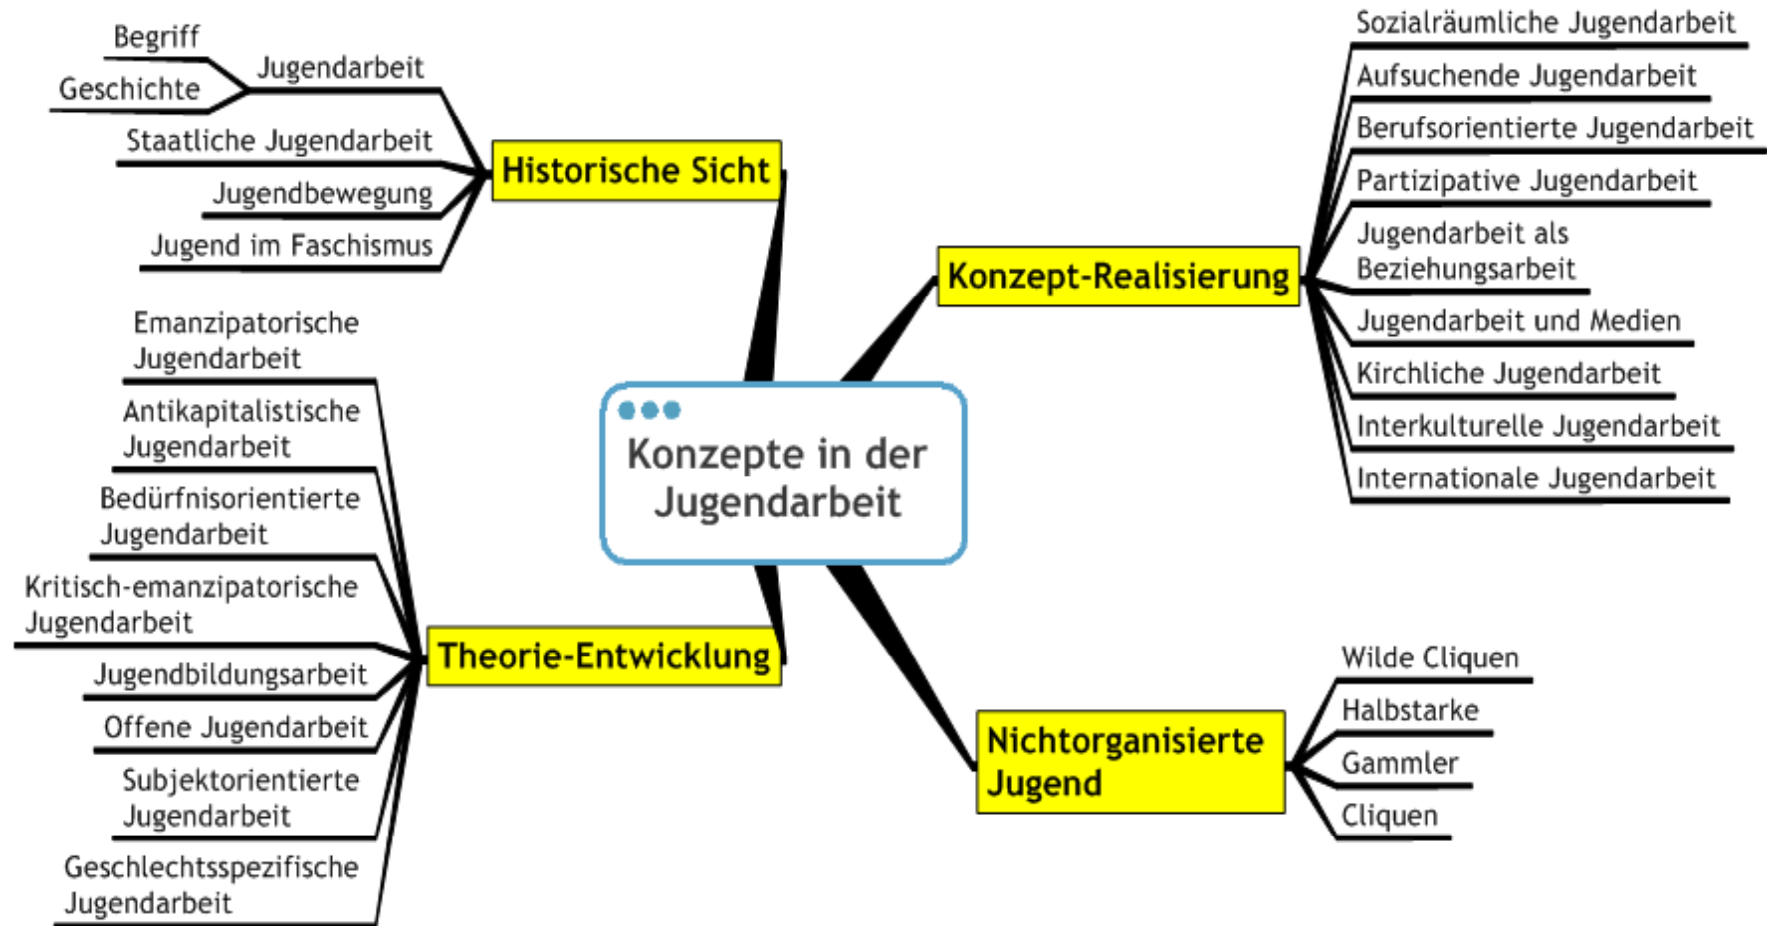 Konzepte in der
Jugendarbeit
Historische Sicht
Jugendarbeit
Begriff
Geschichte
Staatliche Jugendarbeit
Jugendbewegung
Jugend im Faschismus
Theorie-Entwicklung
Emanzipatorische
Jugendarbeit
Antikapitalistische
Jugendarbeit
Bedürfnisorientierte
Jugendarbeit
Kritisch-emanzipatorische
Jugendarbeit
Jugendbildungsarbeit
Offene Jugendarbeit
Subjektorientierte
Jugendarbeit
Geschlechtsspezifische
Jugendarbeit
Konzept-Realisierung
Sozialräumliche Jugendarbeit
Aufsuchende Jugendarbeit
Berufsorientierte Jugendarbeit
Partizipative Jugendarbeit
Jugendarbeit als
Beziehungsarbeit
Jugendarbeit und Medien
Kirchliche Jugendarbeit
Interkulturelle Jugendarbeit
Internationale Jugendarbeit
Nichtorganisierte
Jugend
Wilde Cliquen
Halbstarke
Gammler
Cliquen